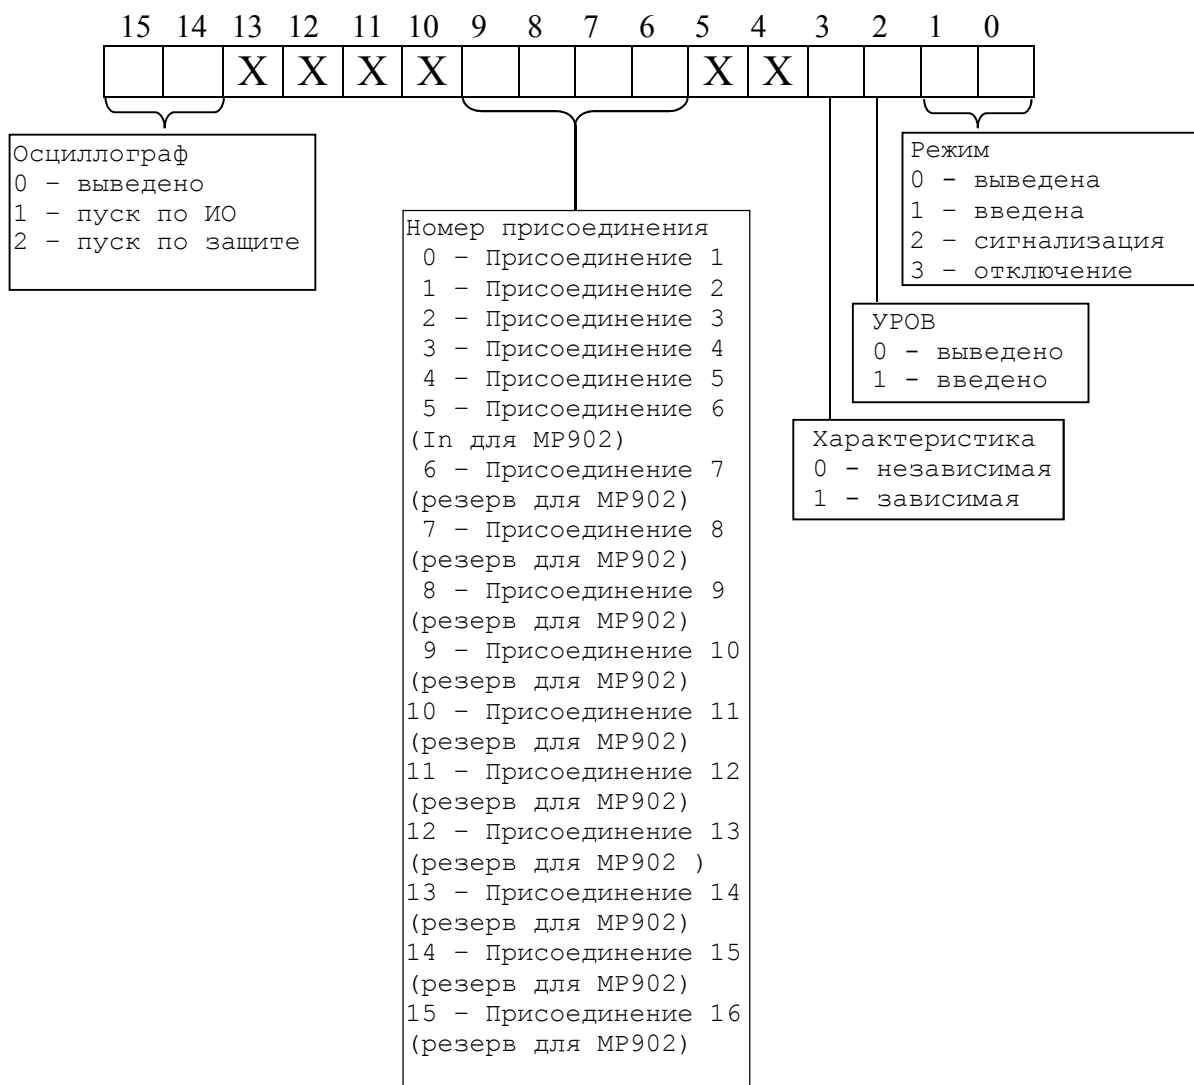 15 14 13 12 11 10 9 8 7 6 5 4 3 2 1 0
X X X X X X
Осциллограф
0 – выведено
1 – пуск по ИО
2 – пуск по защите
Номер присоединения
0 – Присоединение 1
1 – Присоединение 2
2 – Присоединение 3
3 – Присоединение 4
4 – Присоединение 5
5 – Присоединение 6
(In для МР902)
6 – Присоединение 7
(резерв для МР902)
7 – Присоединение 8
(резерв для МР902)
8 – Присоединение 9
(резерв для МР902)
9 – Присоединение 10
(резерв для МР902)
10 – Присоединение 11
(резерв для МР902)
11 – Присоединение 12
(резерв для МР902)
12 – Присоединение 13
(резерв для МР902 )
13 – Присоединение 14
(резерв для МР902)
14 – Присоединение 15
(резерв для МР902)
15 – Присоединение 16
(резерв для МР902)
Режим
0 - выведена
1 - введена
2 – сигнализация
3 – отключение
УРОВ
0 - выведено
1 - введено
Характеристика
0 - независимая
1 - зависимая